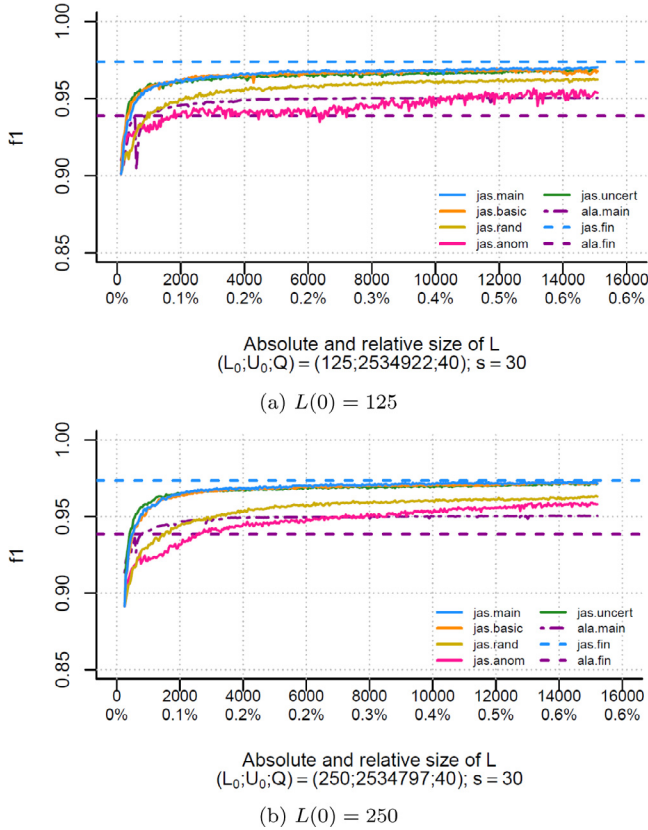 1.00
0.95
0.90
0.85
f1
jas.main
jas.basic
jas.rand
jas.anom
jas.uncert
ala.main
jas.fin
ala.fin
0 2000 4000 6000 8000 10000 12000 14000 16000
0% 0.1% 0.2% 0.2% 0.3% 0.4% 0.5% 0.6% 0.6%
Absolute and relative size of L
(L₀;U₀;Q) = (125;2534922;40); s = 30
(a) L(0) = 125
1.00
0.95
0.90
0.85
f1
jas.main
jas.basic
jas.rand
jas.anom
jas.uncert
ala.main
jas.fin
ala.fin
0 2000 4000 6000 8000 10000 12000 14000 16000
0% 0.1% 0.2% 0.2% 0.3% 0.4% 0.5% 0.6% 0.6%
Absolute and relative size of L
(L₀;U₀;Q) = (250;2534797;40); s = 30
(b) L(0) = 250